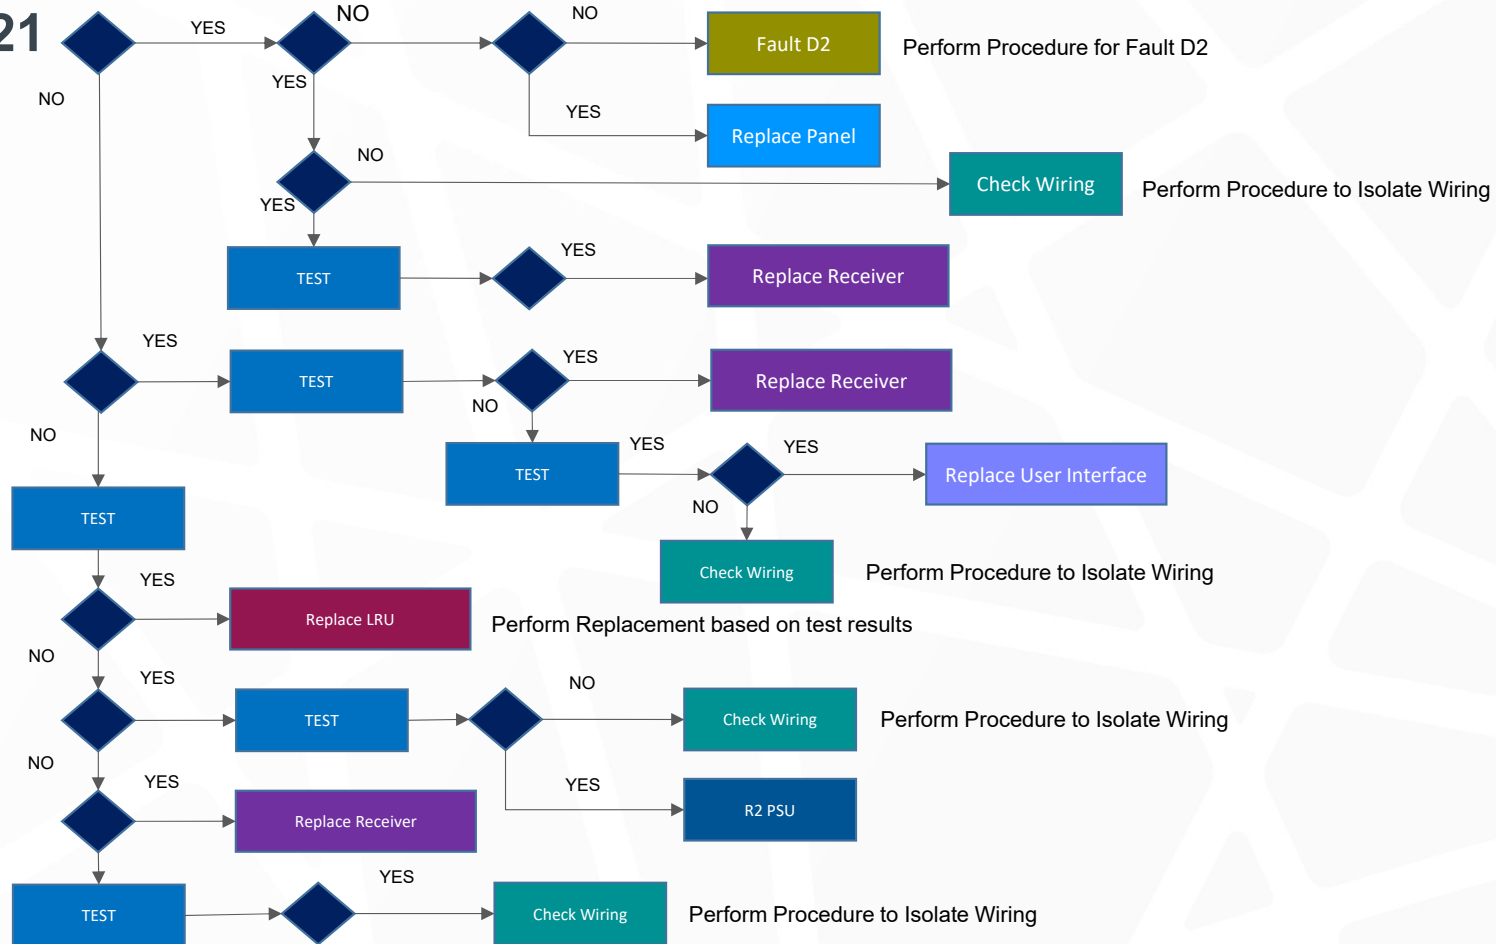 21
YES
NO
NO
Fault D2
Perform Procedure for Fault D2
NO
YES
YES
Replace Panel
NO
Check Wiring
Perform Procedure to Isolate Wiring
YES
TEST
YES
Replace Receiver
YES
TEST
YES
Replace Receiver
NO
NO
TEST
YES
YES
Replace User Interface
NO
TEST
Check Wiring
Perform Procedure to Isolate Wiring
YES
Replace LRU
Perform Replacement based on test results
NO
YES
TEST
NO
Check Wiring
Perform Procedure to Isolate Wiring
NO
YES
YES
R2 PSU
Replace Receiver
TEST
YES
Check Wiring
Perform Procedure to Isolate Wiring